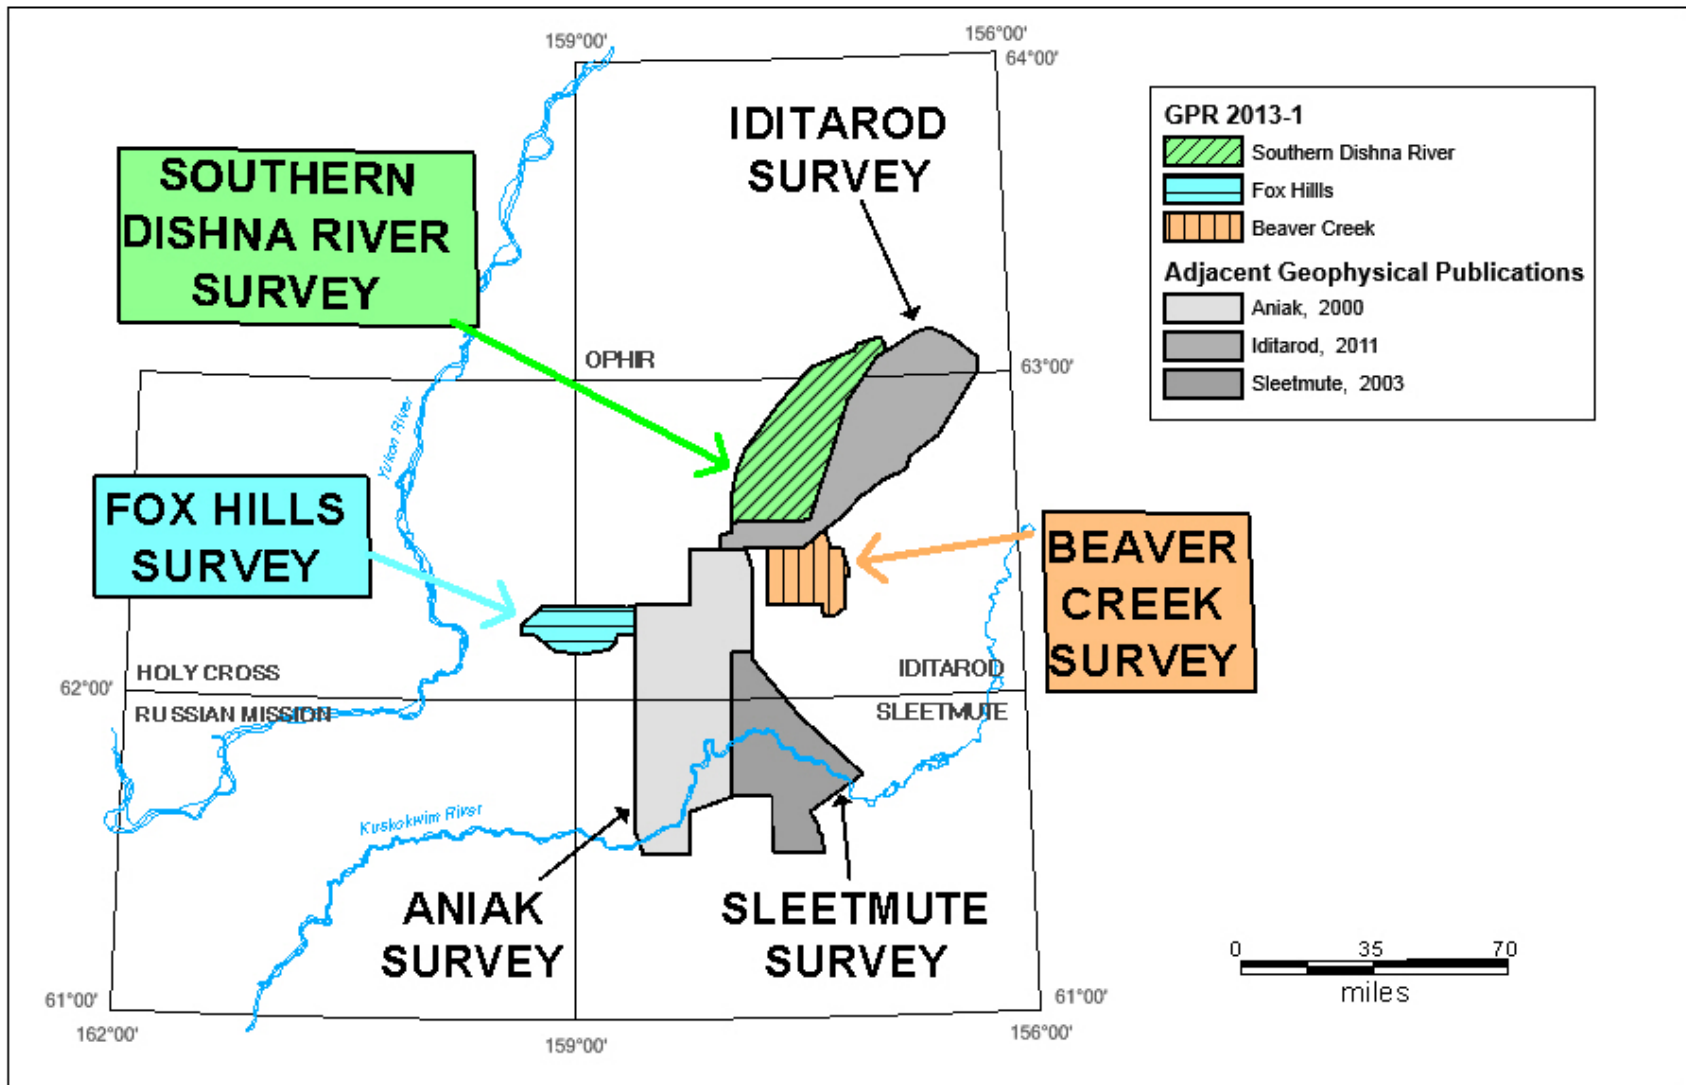 159°00'
156°00'
64°00'
IDITAROD
SURVEY
SOUTHERN
DISHNA RIVER
SURVEY
GPR 2013-1
Southern Dishna River
Fox Hillls
Beaver Creek
Adjacent Geophysical Publications
Aniak, 2000
Iditarod, 2011
Sleetmute, 2003
OPHIR
63°00'
Yukon River
FOX HILLS
SURVEY
BEAVER
CREEK
SURVEY
HOLY CROSS
IDITAROD
62°00'
RUSSIAN MISSION
SLEETMUTE
Kuskokwim River
ANIAK
SURVEY
SLEETMUTE
SURVEY
0 35 70
miles
61°00'
61°00'
162°00'
159°00'
156°00'